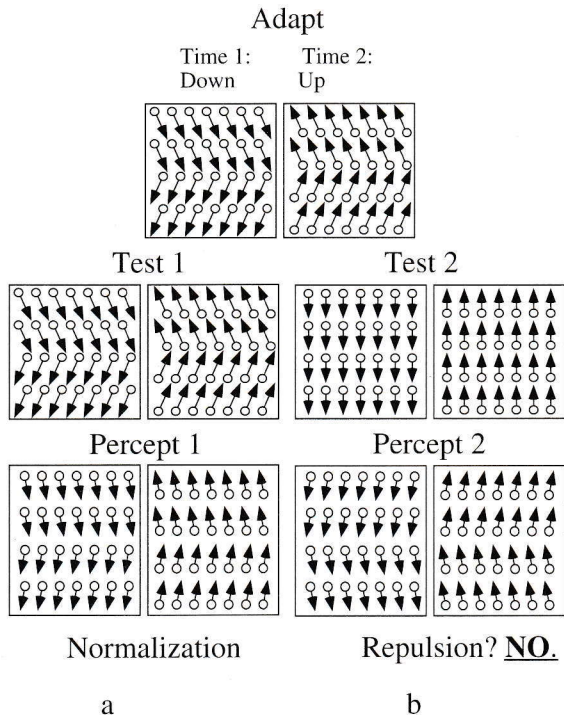 Adapt
Time 1: Time 2:
Down Up
Test 1 Test 2
Percept 1 Percept 2
Normalization Repulsion? NO.
a b